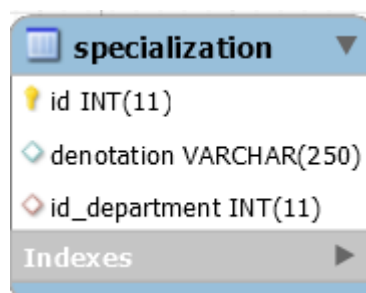 specialization
id INT(11)
denotation VARCHAR(250)
id_department INT(11)
Indexes